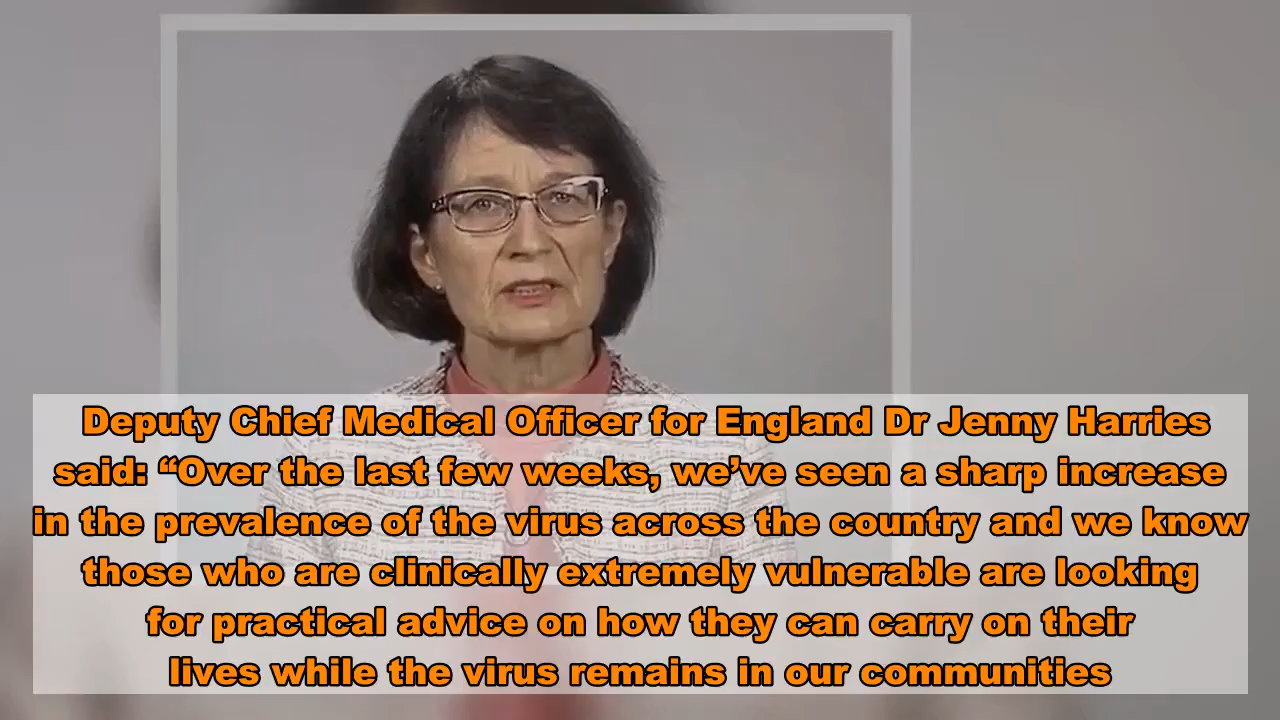 Deputy Chief Medical Officer for England Dr Jenny Harries
said: “Over the last few weeks, we’ve seen a sharp increase
in the prevalence of the virus across the country and we know
those who are clinically extremely vulnerable are looking
for practical advice on how they can carry on their
lives while the virus remains in our communities